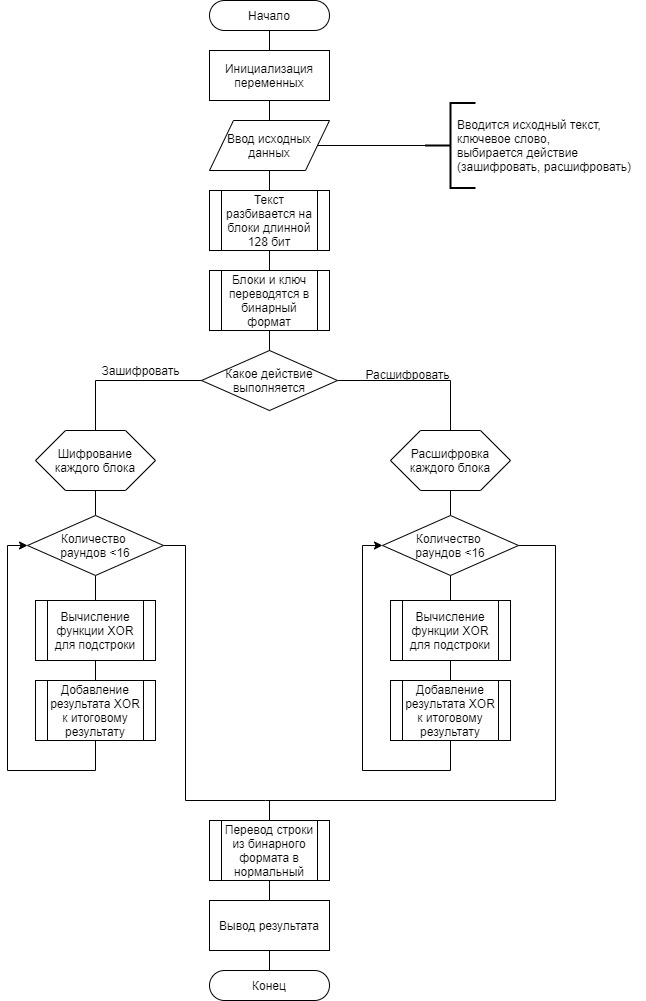 Начало
Инициализация
переменных
Ввод исходных
данных
Вводится исходный текст,
ключевое слово,
выбирается действие
(зашифровать, расшифровать)
Текст
разбивается на
блоки длинной
128 бит
Блоки и ключ
переводятся в
бинарный
формат
Какое действие
выполняется
Зашифровать
Расшифровать
Шифрование
каждого блока
Расшифровка
каждого блока
Количество
раундов <16
Количество
раундов <16
Вычисление
функции XOR
для подстроки
Вычисление
функции XOR
для подстроки
Добавление
результата XOR
к итоговому
результату
Добавление
результата XOR
к итоговому
результату
Перевод строки
из бинарного
формата в
нормальный
Вывод результата
Конец